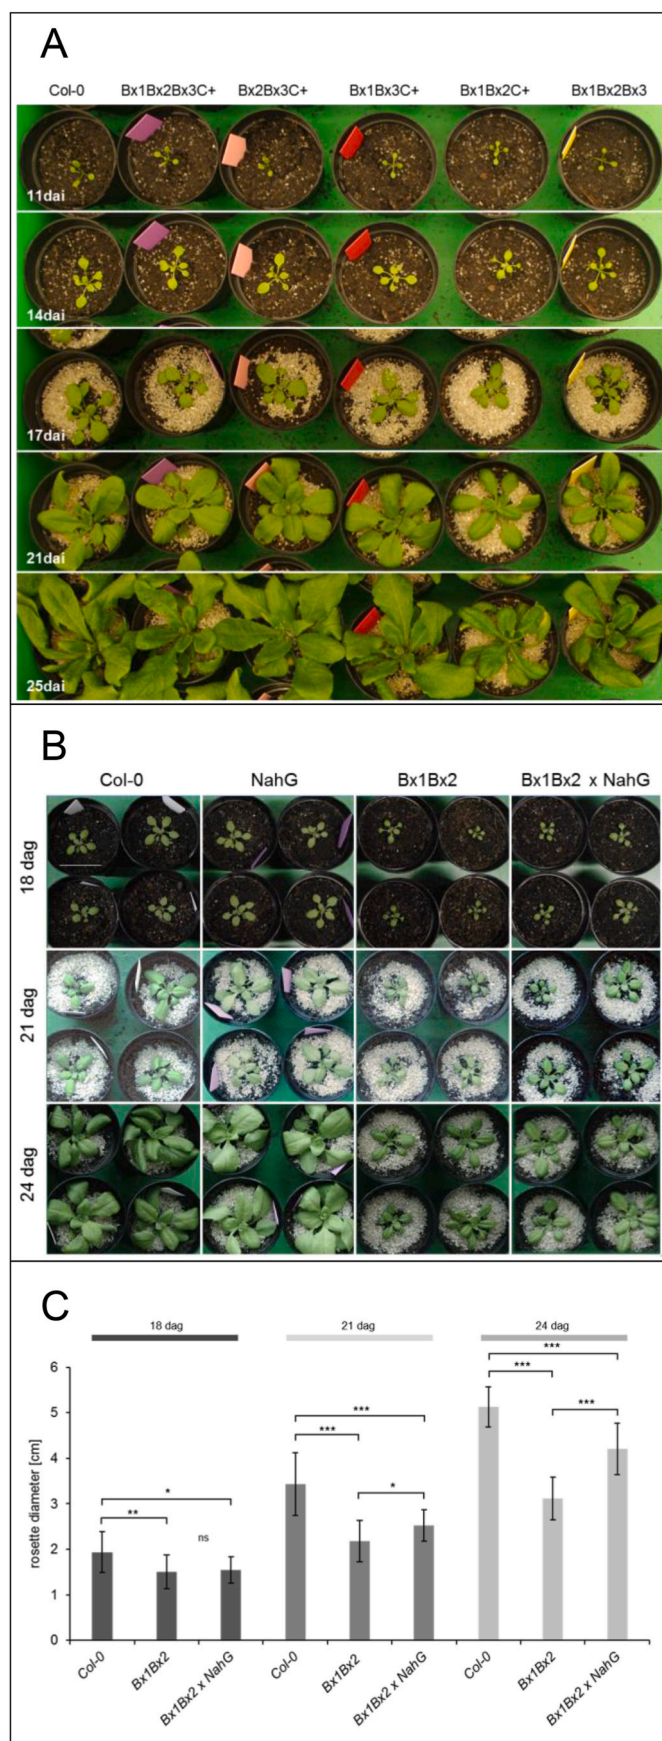 A
Col-0 Bx1Bx2Bx3C+ Bx2Bx3C+ Bx1Bx3C+ Bx1Bx2C+ Bx1Bx2Bx3
11dai
14dai
17dai
21dai
25dai
B
Col-0 NahG Bx1Bx2 Bx1Bx2 x NahG
18 dag
21 dag
24 dag
C
18 dag 21 dag 24 dag
rosette diameter [cm]
6
5
4
3
2
1
0
* ** ns
*** *** *
*** *** ***
Col-0 Bx1Bx2 Bx1Bx2 x NahG Col-0 Bx1Bx2 Bx1Bx2 x NahG Col-0 Bx1Bx2 Bx1Bx2 x NahG